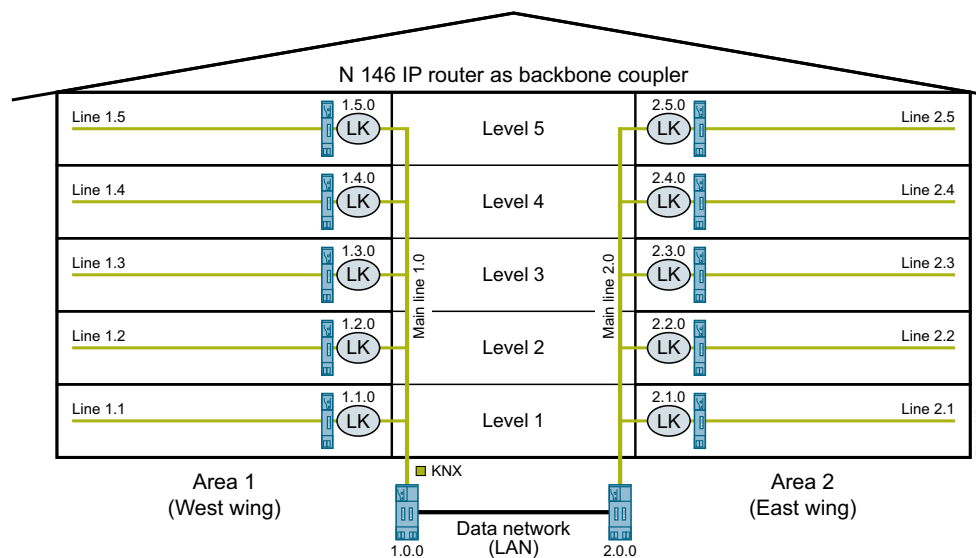 N 146 IP router as backbone coupler
Line 1.5
1.5.0
LK
Level 5
2.5.0
LK
Line 2.5
Line 1.4
1.4.0
LK
Level 4
2.4.0
LK
Line 2.4
Line 1.3
1.3.0
LK
Main line 1.0
Level 3
Main line 2.0
2.3.0
LK
Line 2.3
Line 1.2
1.2.0
LK
Level 2
2.2.0
LK
Line 2.2
Line 1.1
1.1.0
LK
Level 1
2.1.0
LK
Line 2.1
KNX
Area 1
(West wing)
Area 2
(East wing)
Data network
(LAN)
1.0.0
2.0.0